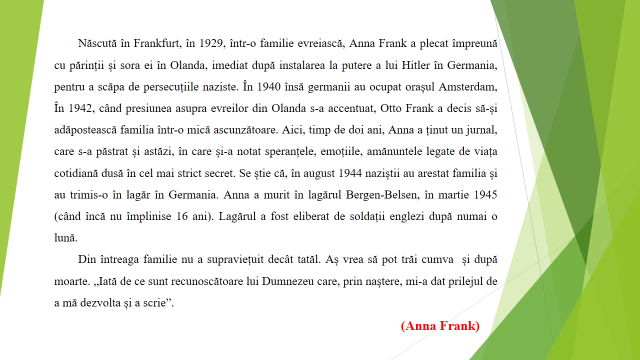 Născută în Frankfurt, în 1929, într-o familie evreiască, Anna Frank a plecat împreună
cu părinții și sora ei în Olanda, imediat după instalarea la putere a lui Hitler în Germania,
pentru a scăpa de persecuțiile naziste. În 1940 însă germanii au ocupat orașul Amsterdam,
În 1942, când presiunea asupra evreilor din Olanda s-a accentuat, Otto Frank a decis să-și
adăpostească familia într-o mică ascunzătoare. Aici, timp de doi ani, Anna a ținut un jurnal,
care s-a păstrat și astăzi, în care și-a notat speranțele, emoțiile, amănuntele legate de viața
cotidiană dusă în cel mai strict secret. Se știe că, în august 1944 naziștii au arestat familia și
au trimis-o în lagăr în Germania. Anna a murit în lagărul Bergen-Belsen, în martie 1945
(când încă nu împlinise 16 ani). Lagărul a fost eliberat de soldații englezi după numai o
lună.
Din întreaga familie nu a supraviețuit decât tatăl. Aș vrea să pot trăi cumva și după
moarte. „Iată de ce sunt recunoscătoare lui Dumnezeu care, prin naștere, mi-a dat prilejul de
a mă dezvolta și a scrie”.
(Anna Frank)